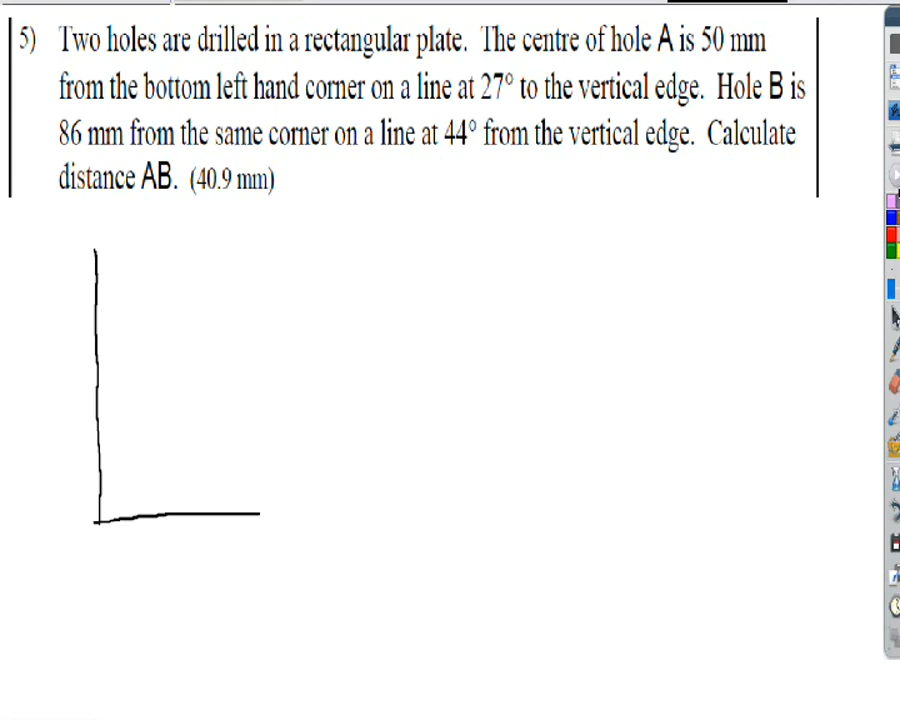 5) Two holes are drilled in a rectangular plate. The centre of hole A is 50 mm
from the bottom left hand corner on a line at 27° to the vertical edge. Hole B is
86 mm from the same corner on a line at 44° from the vertical edge. Calculate
distance AB. (40.9 mm)